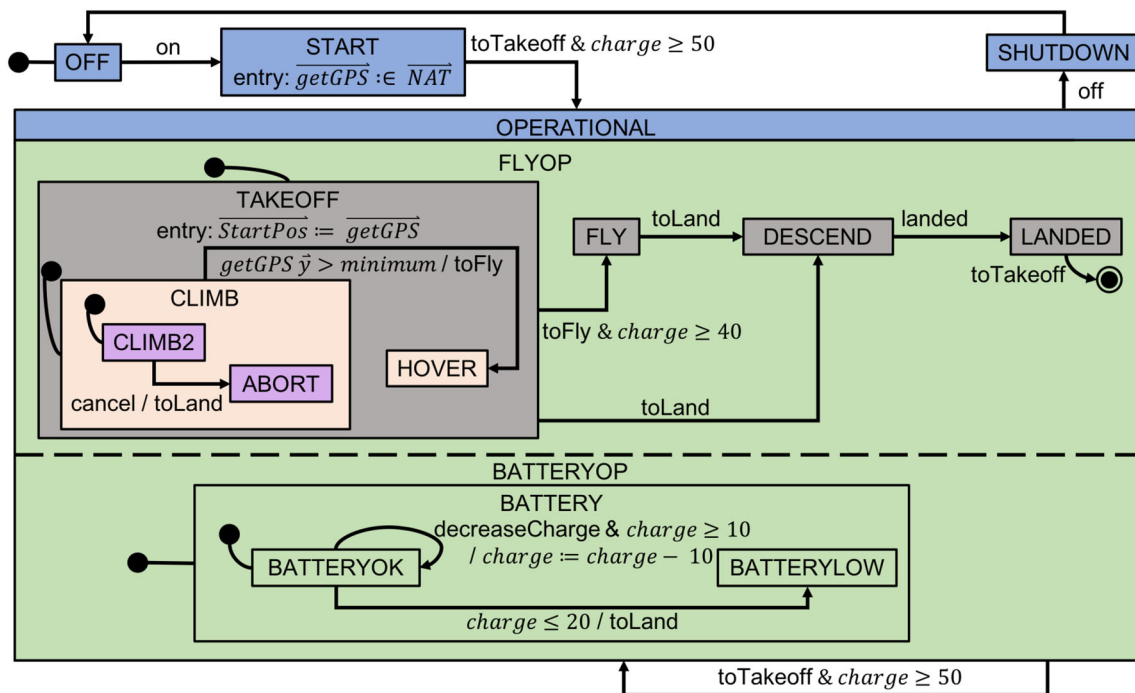 OFF
on
START
entry: getGPS :∈ NAT
toTakeoff & charge ≥ 50
SHUTDOWN
off
OPERATIONAL
FLYOP
TAKEOFF
entry: StartPos ≔ getGPS
getGPS y⃗ > minimum / toFly
CLIMB
CLIMB2
ABORT
cancel / toLand
HOVER
FLY
toLand
DESCEND
landed
LANDED
toTakeoff
toFly & charge ≥ 40
toLand
BATTERYOP
BATTERY
decreaseCharge & charge ≥ 10
/ charge ≔ charge − 10
BATTERYOK
BATTERYLOW
charge ≤ 20 / toLand
toTakeoff & charge ≥ 50